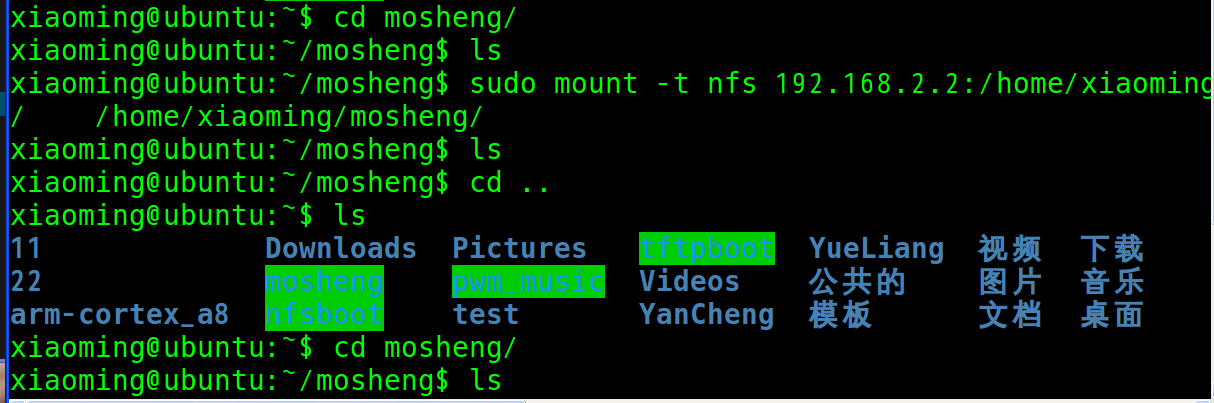 xiaoming@ubuntu:~$ cd mosheng/
xiaoming@ubuntu:~/mosheng$ ls
xiaoming@ubuntu:~/mosheng$ sudo mount -t nfs 192.168.2.2:/home/xiaoming
/    /home/xiaoming/mosheng/
xiaoming@ubuntu:~/mosheng$ ls
xiaoming@ubuntu:~/mosheng$ cd ..
xiaoming@ubuntu:~$ ls
11 Downloads Pictures tftpboot YueLiang 视频 下载
22 mosheng pwm_music Videos 公共的 图片 音乐
arm-cortex_a8 nfsboot test YanCheng 模板 文档 桌面
xiaoming@ubuntu:~$ cd mosheng/
xiaoming@ubuntu:~/mosheng$ ls